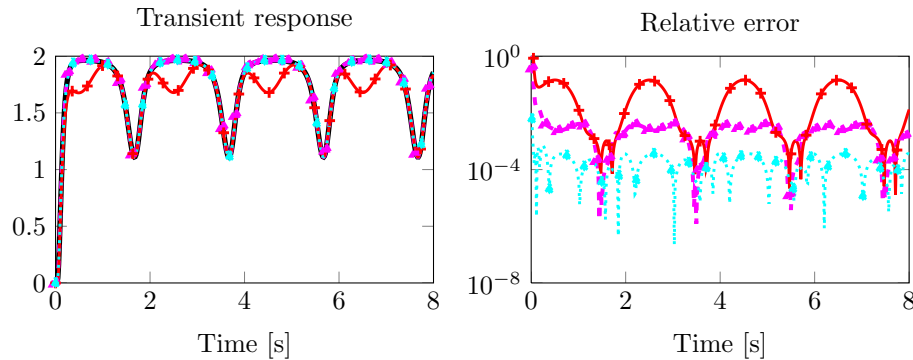 Transient response
2
1.5
1
0.5
0
0 2 4 6 8
Time [s]
Relative error
10^0
10^−4
10^−8
0 2 4 6 8
Time [s]